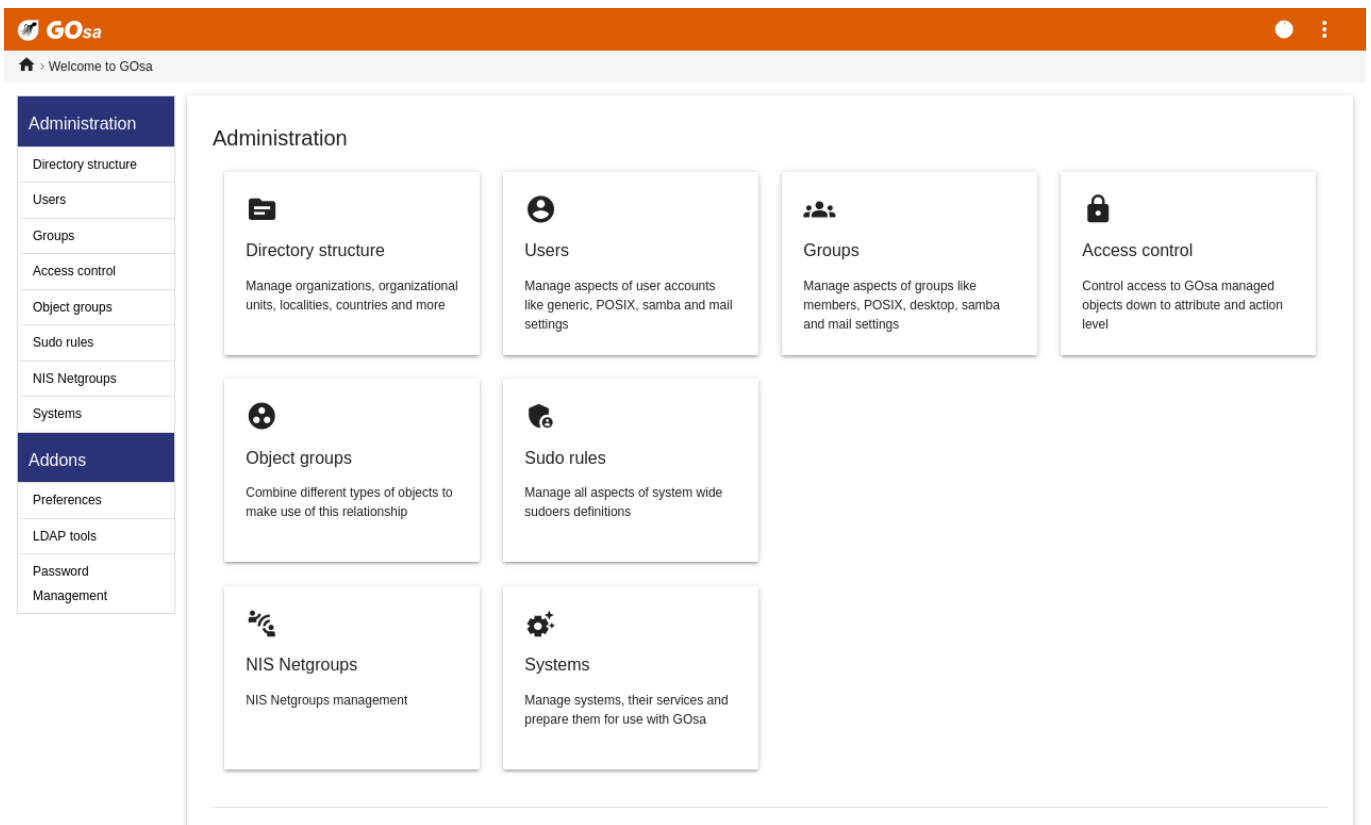 GOsa
› Welcome to GOsa
Administration
Directory structure
Users
Groups
Access control
Object groups
Sudo rules
NIS Netgroups
Systems
Addons
Preferences
LDAP tools
Password
Management
Administration
Directory structure
Manage organizations, organizational
units, localities, countries and more
Users
Manage aspects of user accounts
like generic, POSIX, samba and mail
settings
Groups
Manage aspects of groups like
members, POSIX, desktop, samba
and mail settings
Access control
Control access to GOsa managed
objects down to attribute and action
level
Object groups
Combine different types of objects to
make use of this relationship
Sudo rules
Manage all aspects of system wide
sudoers definitions
NIS Netgroups
NIS Netgroups management
Systems
Manage systems, their services and
prepare them for use with GOsa